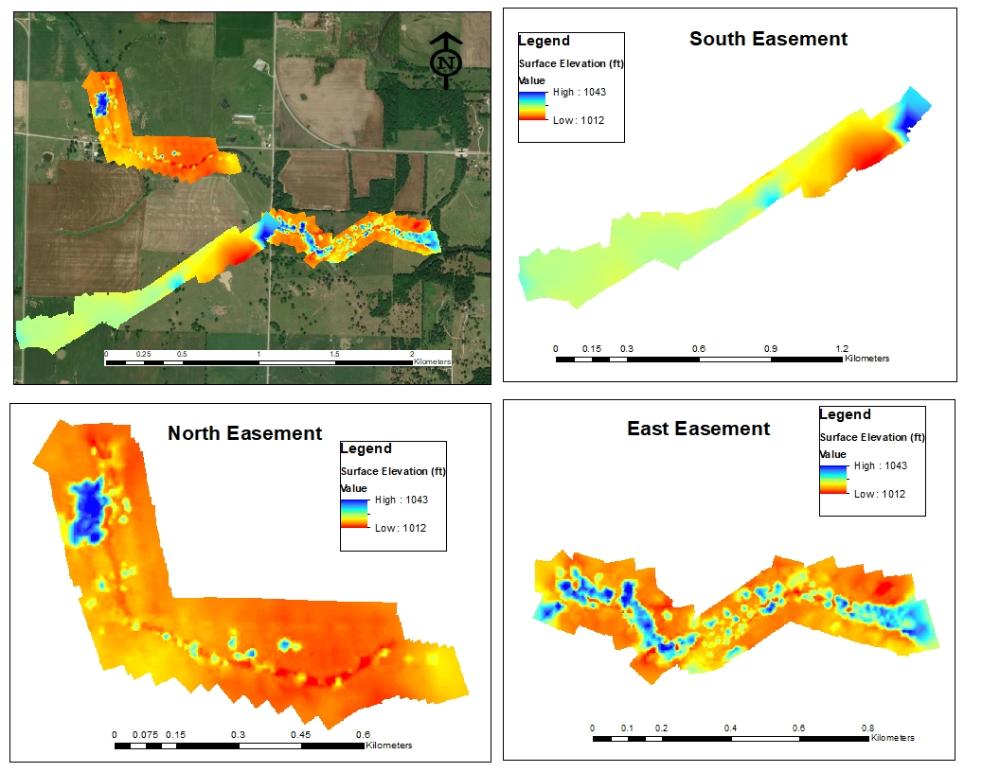 N
0 0.25 0.5 1 1.5 2
Kilometers
South Easement
Legend
Surface Elevation (ft)
Value
High : 1043
Low : 1012
0 0.15 0.3 0.6 0.9 1.2
Kilometers
North Easement
Legend
Surface Elevation (ft)
Value
High : 1043
Low : 1012
0 0.075 0.15 0.3 0.45 0.6
Kilometers
East Easement
Legend
Surface Elevation (ft)
Value
High : 1043
Low : 1012
0 0.1 0.2 0.4 0.6 0.8
Kilometers